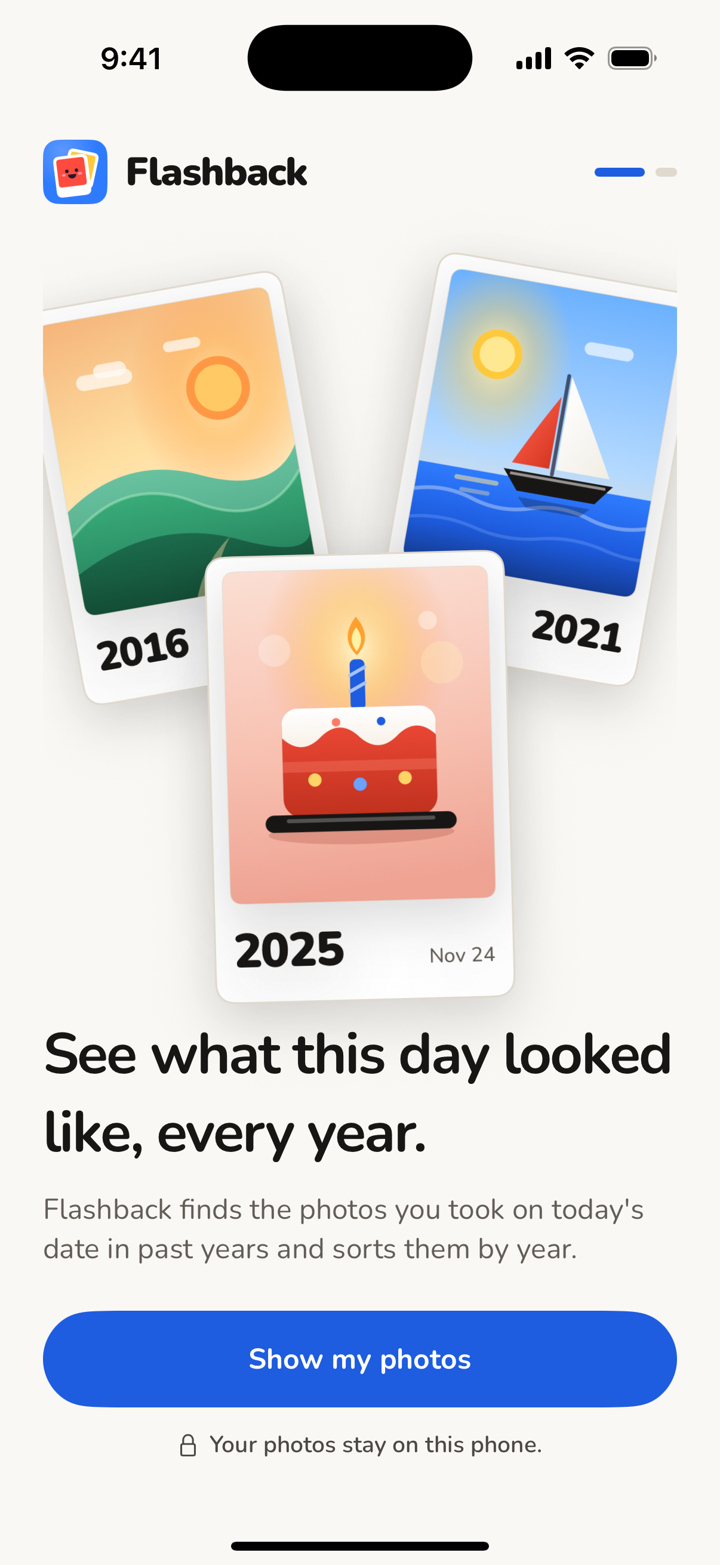 9:41
Flashback
2016
2021
2025
Nov 24
See what this day looked
like, every year.
Flashback finds the photos you took on today's
date in past years and sorts them by year.
Show my photos
Your photos stay on this phone.